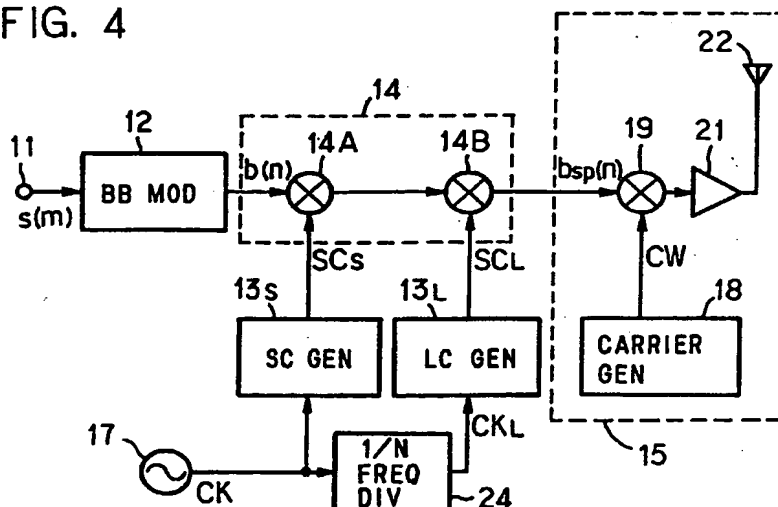 FIG. 4
11
s(m)
12
BB MOD
b(n)
14
14A
14B
bsp(n)
19
21
22
SCs
SCL
CW
13s
SC GEN
13L
LC GEN
18
CARRIER
GEN
15
17
CK
CKL
1/N
FREQ
DIV
24